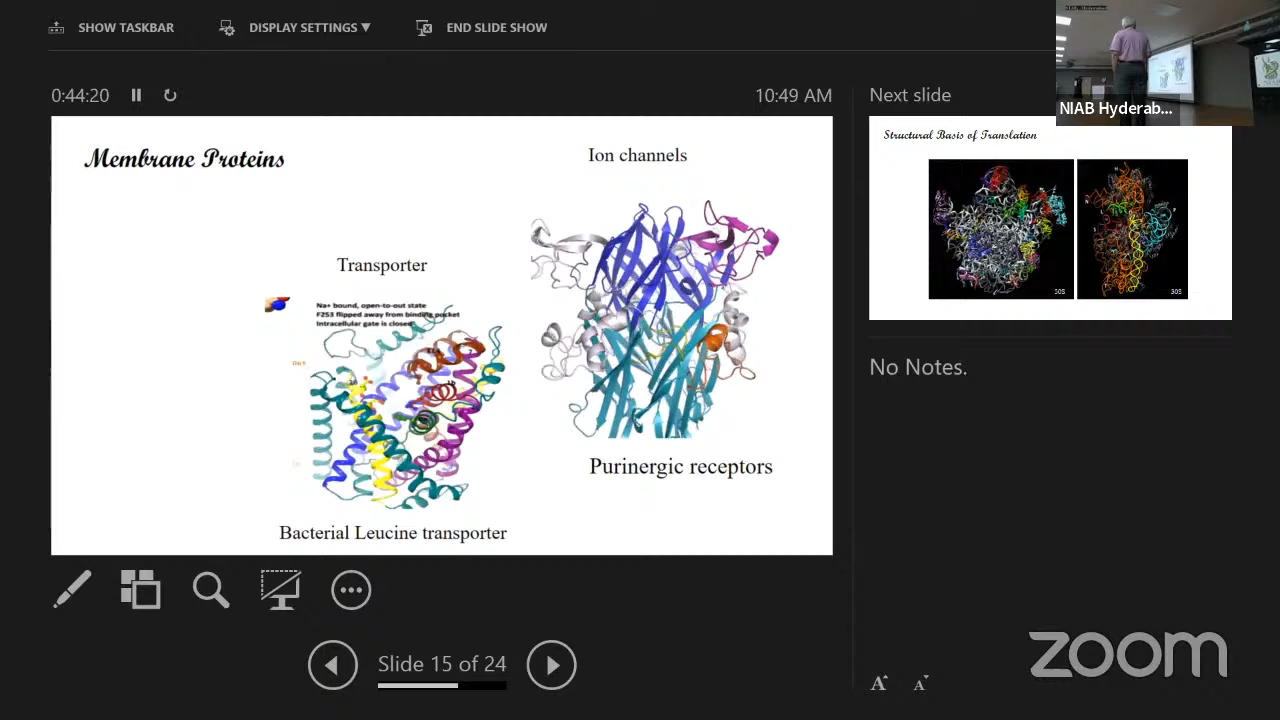 SHOW TASKBAR
DISPLAY SETTINGS ▼
END SLIDE SHOW
0:44:20
10:49 AM
Next slide
NIAB Hyderab...
Membrane Proteins
Ion channels
Transporter
Na+ bound, open-to-out state
F253 flipped away from binding pocket
Intracellular gate is closed
Purinergic receptors
Bacterial Leucine transporter
Structural Basis of Translation
50S
30S
No Notes.
Slide 15 of 24
A A
zoom